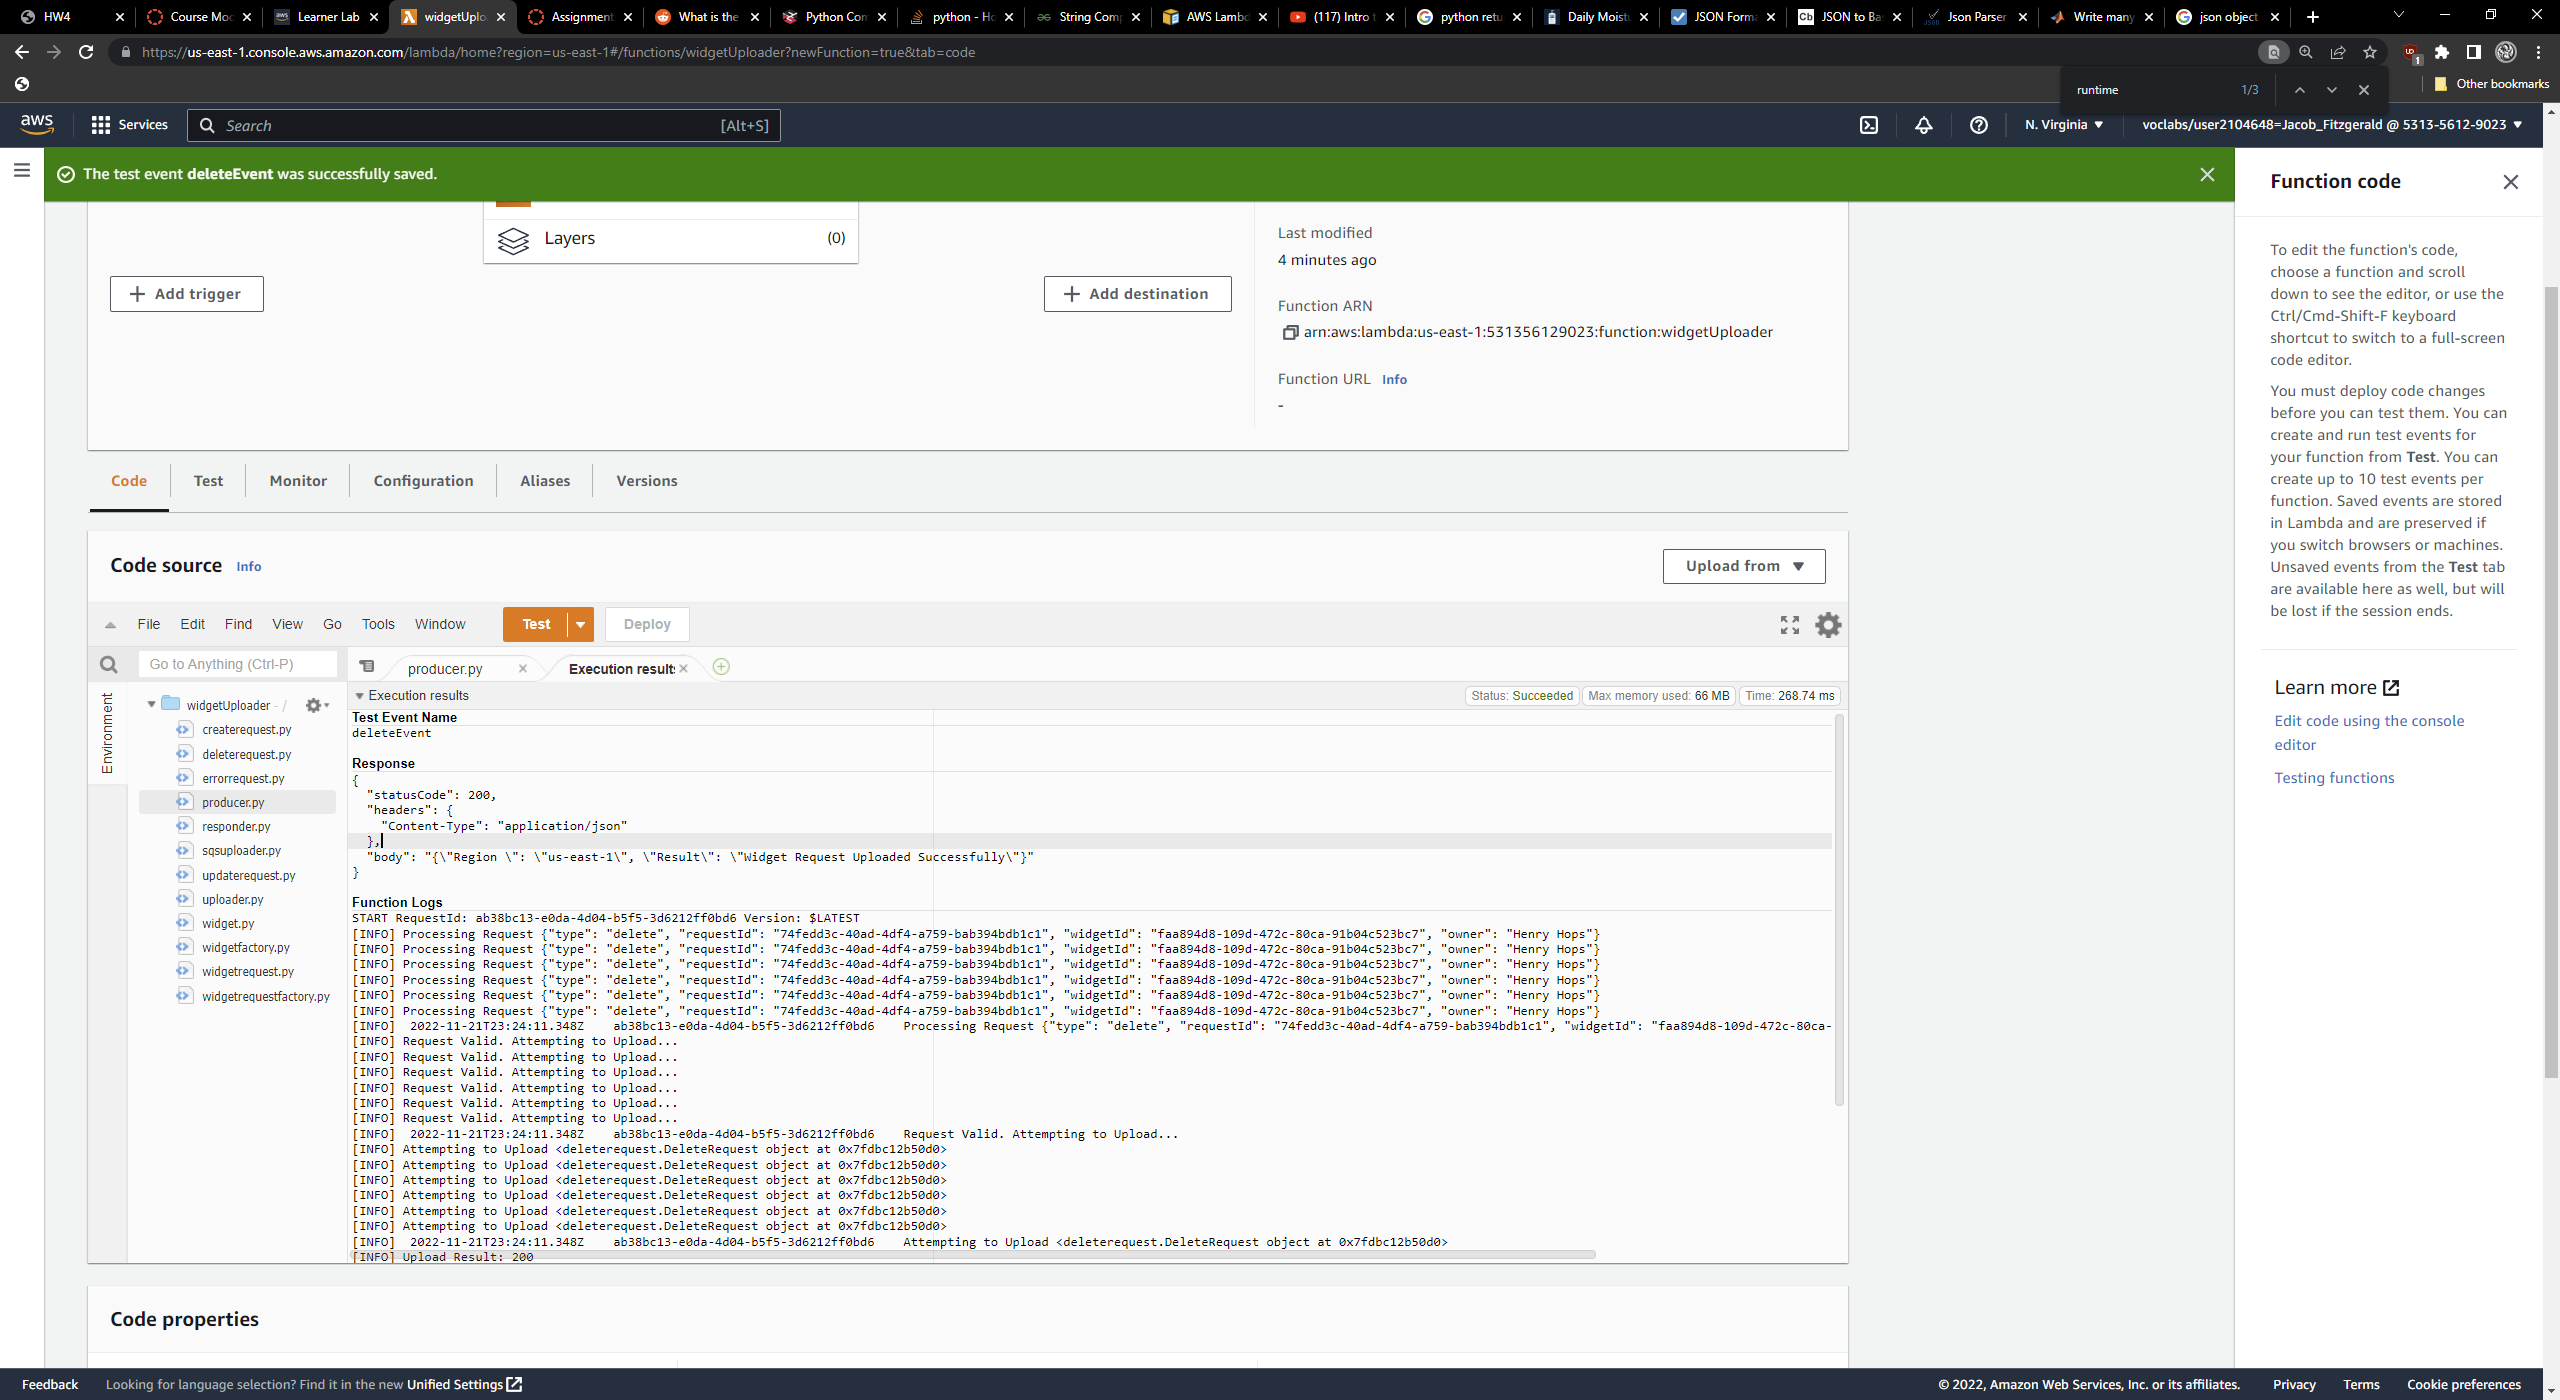 HW4
Course Mod
Learner Lab
widgetUplo
Assignment
What is the
Python Com
python - Ho
String Comp
AWS Lambd
(117) Intro t
python retu
Daily Moistu
JSON Forma
JSON to Ba
Json Parser
Write many
json object
https://us-east-1.console.aws.amazon.com/lambda/home?region=us-east-1#/functions/widgetUploader?newFunction=true&tab=code
1
runtime
1/3
Other bookmarks
aws
Services
Search
[Alt+S]
N. Virginia
voclabs/user2104648=Jacob_Fitzgerald @ 5313-5612-9023
The test event deleteEvent was successfully saved.
Layers
(0)
Add trigger
Add destination
Last modified
4 minutes ago
Function ARN
arn:aws:lambda:us-east-1:531356129023:function:widgetUploader
Function URL Info
-
Code
Test
Monitor
Configuration
Aliases
Versions
Code source Info
Upload from
File Edit Find View Go Tools Window
Test
Deploy
Go to Anything (Ctrl-P)
producer.py
Execution result
Environment
widgetUploader - /
createrequest.py
deleterequest.py
errorrequest.py
producer.py
responder.py
sqsuploader.py
updaterequest.py
uploader.py
widget.py
widgetfactory.py
widgetrequest.py
widgetrequestfactory.py
Execution results
Status: Succeeded
Max memory used: 66 MB
Time: 268.74 ms
Test Event Name
deleteEvent
Response
{
"statusCode": 200,
"headers": {
"Content-Type": "application/json"
},
"body": "{\"Region \": \"us-east-1\", \"Result\": \"Widget Request Uploaded Successfully\"}"
}
Function Logs
START RequestId: ab38bc13-e0da-4d04-b5f5-3d6212ff0bd6 Version: $LATEST
[INFO] Processing Request {"type": "delete", "requestId": "74fedd3c-40ad-4df4-a759-bab394bdb1c1", "widgetId": "faa894d8-109d-472c-80ca-91b04c523bc7", "owner": "Henry Hops"}
[INFO] Processing Request {"type": "delete", "requestId": "74fedd3c-40ad-4df4-a759-bab394bdb1c1", "widgetId": "faa894d8-109d-472c-80ca-91b04c523bc7", "owner": "Henry Hops"}
[INFO] Processing Request {"type": "delete", "requestId": "74fedd3c-40ad-4df4-a759-bab394bdb1c1", "widgetId": "faa894d8-109d-472c-80ca-91b04c523bc7", "owner": "Henry Hops"}
[INFO] Processing Request {"type": "delete", "requestId": "74fedd3c-40ad-4df4-a759-bab394bdb1c1", "widgetId": "faa894d8-109d-472c-80ca-91b04c523bc7", "owner": "Henry Hops"}
[INFO] Processing Request {"type": "delete", "requestId": "74fedd3c-40ad-4df4-a759-bab394bdb1c1", "widgetId": "faa894d8-109d-472c-80ca-91b04c523bc7", "owner": "Henry Hops"}
[INFO] Processing Request {"type": "delete", "requestId": "74fedd3c-40ad-4df4-a759-bab394bdb1c1", "widgetId": "faa894d8-109d-472c-80ca-91b04c523bc7", "owner": "Henry Hops"}
[INFO] 2022-11-21T23:24:11.348Z ab38bc13-e0da-4d04-b5f5-3d6212ff0bd6 Processing Request {"type": "delete", "requestId": "74fedd3c-40ad-4df4-a759-bab394bdb1c1", "widgetId": "faa894d8-109d-472c-80ca-
[INFO] Request Valid. Attempting to Upload...
[INFO] Request Valid. Attempting to Upload...
[INFO] Request Valid. Attempting to Upload...
[INFO] Request Valid. Attempting to Upload...
[INFO] Request Valid. Attempting to Upload...
[INFO] Request Valid. Attempting to Upload...
[INFO] 2022-11-21T23:24:11.348Z ab38bc13-e0da-4d04-b5f5-3d6212ff0bd6 Request Valid. Attempting to Upload...
[INFO] Attempting to Upload <deleterequest.DeleteRequest object at 0x7fdbc12b50d0>
[INFO] Attempting to Upload <deleterequest.DeleteRequest object at 0x7fdbc12b50d0>
[INFO] Attempting to Upload <deleterequest.DeleteRequest object at 0x7fdbc12b50d0>
[INFO] Attempting to Upload <deleterequest.DeleteRequest object at 0x7fdbc12b50d0>
[INFO] Attempting to Upload <deleterequest.DeleteRequest object at 0x7fdbc12b50d0>
[INFO] Attempting to Upload <deleterequest.DeleteRequest object at 0x7fdbc12b50d0>
[INFO] 2022-11-21T23:24:11.348Z ab38bc13-e0da-4d04-b5f5-3d6212ff0bd6 Attempting to Upload <deleterequest.DeleteRequest object at 0x7fdbc12b50d0>
[INFO] Upload Result: 200
Code properties
Function code
To edit the function's code,
choose a function and scroll
down to see the editor, or use the
Ctrl/Cmd-Shift-F keyboard
shortcut to switch to a full-screen
code editor.
You must deploy code changes
before you can test them. You can
create and run test events for
your function from Test. You can
create up to 10 test events per
function. Saved events are stored
in Lambda and are preserved if
you switch browsers or machines.
Unsaved events from the Test tab
are available here as well, but will
be lost if the session ends.
Learn more
Edit code using the console
editor
Testing functions
Feedback
Looking for language selection? Find it in the new Unified Settings
© 2022, Amazon Web Services, Inc. or its affiliates.
Privacy
Terms
Cookie preferences